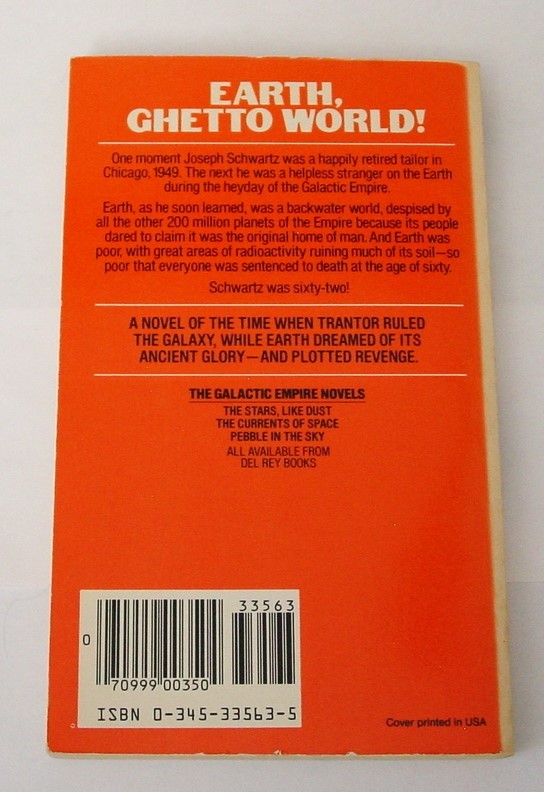 EARTH,
GHETTO WORLD!
One moment Joseph Schwartz was a happily retired tailor in
Chicago, 1949. The next he was a helpless stranger on the Earth
during the heyday of the Galactic Empire.
Earth, as he soon learned, was a backwater world, despised by
all the other 200 million planets of the Empire because its people
dared to claim it was the original home of man. And Earth was
poor, with great areas of radioactivity ruining much of its soil—so
poor that everyone was sentenced to death at the age of sixty.
Schwartz was sixty-two!
A NOVEL OF THE TIME WHEN TRANTOR RULED
THE GALAXY, WHILE EARTH DREAMED OF ITS
ANCIENT GLORY—AND PLOTTED REVENGE.
THE GALACTIC EMPIRE NOVELS
THE STARS, LIKE DUST
THE CURRENTS OF SPACE
PEBBLE IN THE SKY
ALL AVAILABLE FROM
DEL REY BOOKS
33563
0
70999 00350
ISBN 0-345-33563-5
Cover printed in USA